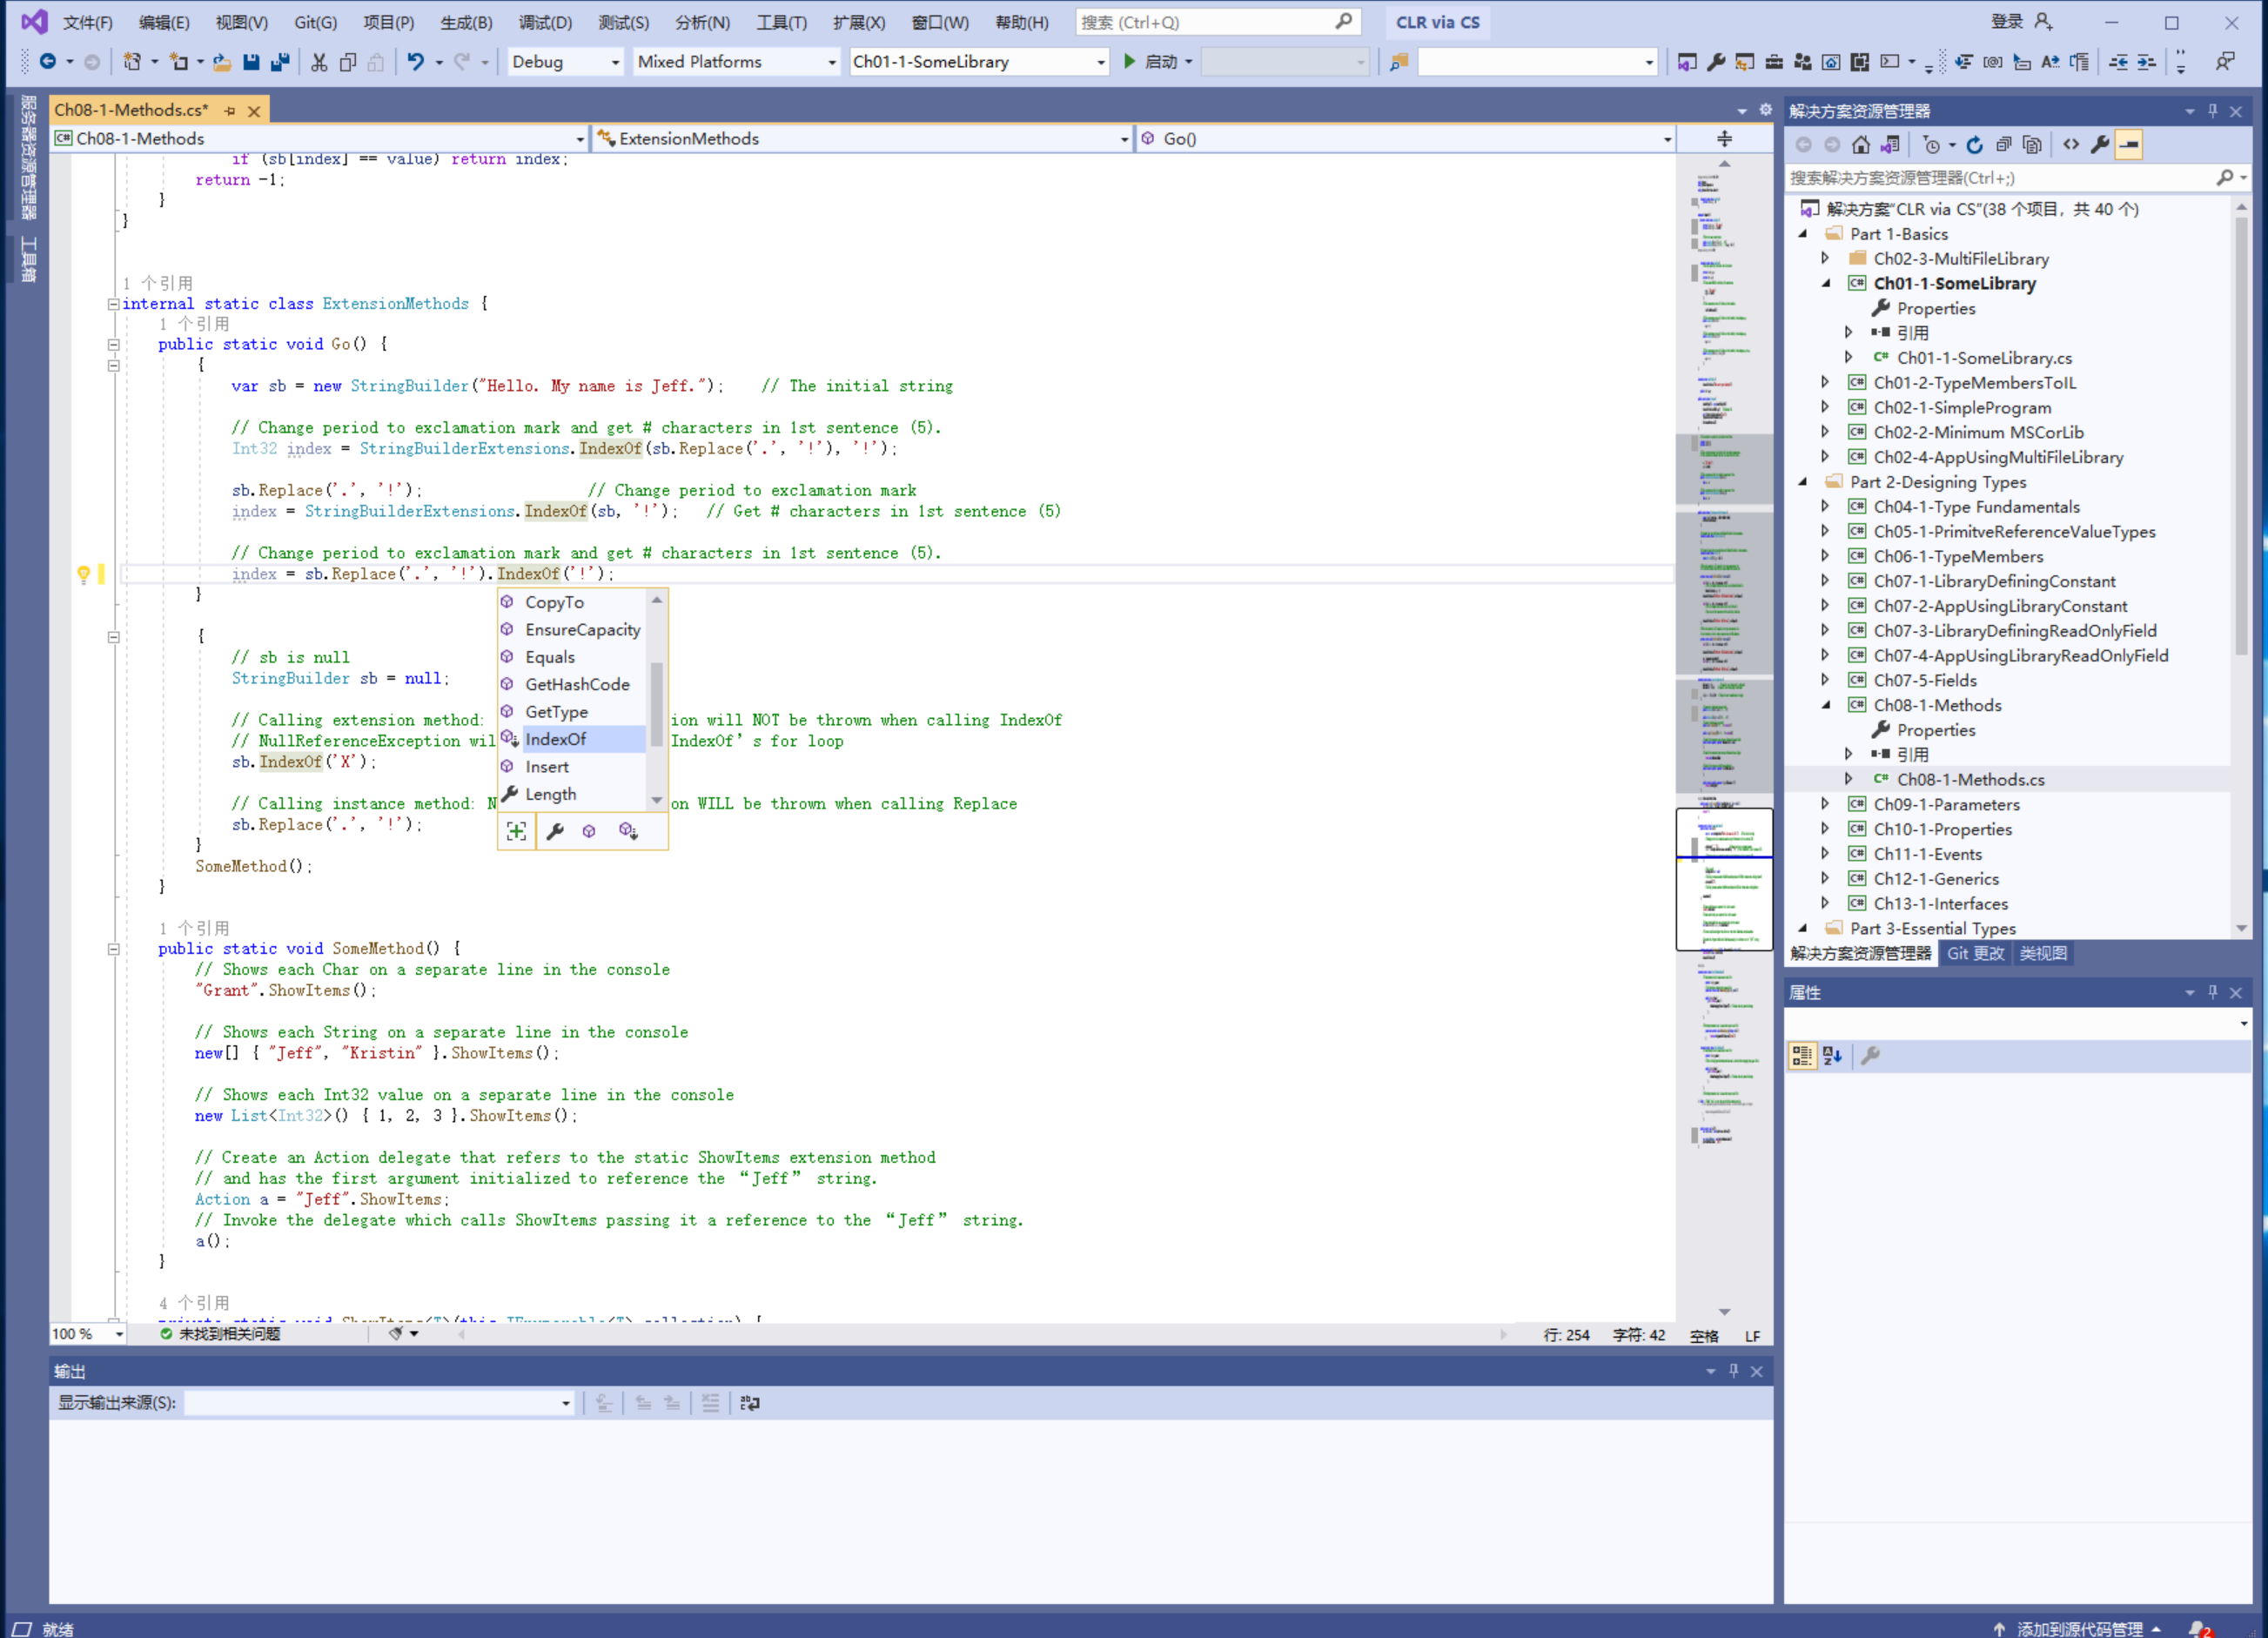 文件(F) 编辑(E) 视图(V) Git(G) 项目(P) 生成(B) 调试(D) 测试(S) 分析(N) 工具(T) 扩展(X) 窗口(W) 帮助(H) 搜索 (Ctrl+Q) CLR via CS 登录
Debug Mixed Platforms Ch01-1-SomeLibrary 启动
服务器资源管理器
工具箱
Ch08-1-Methods.cs*
Ch08-1-Methods ExtensionMethods Go()
if (sb[index] == value) return index;
return -1;
}
}
1 个引用
internal static class ExtensionMethods {
1 个引用
public static void Go() {
{
var sb = new StringBuilder("Hello. My name is Jeff."); // The initial string
// Change period to exclamation mark and get # characters in 1st sentence (5).
Int32 index = StringBuilderExtensions.IndexOf(sb.Replace('.', '!'), '!');
sb.Replace('.', '!'); // Change period to exclamation mark
index = StringBuilderExtensions.IndexOf(sb, '!'); // Get # characters in 1st sentence (5)
// Change period to exclamation mark and get # characters in 1st sentence (5).
index = sb.Replace('.', '!').IndexOf('!');
}
{
// sb is null
StringBuilder sb = null;
// Calling extension method: ion will NOT be thrown when calling IndexOf
// NullReferenceException wil IndexOf’s for loop
sb.IndexOf('X');
// Calling instance method: N on WILL be thrown when calling Replace
sb.Replace('.', '!');
}
SomeMethod();
}
CopyTo
EnsureCapacity
Equals
GetHashCode
GetType
IndexOf
Insert
Length
1 个引用
public static void SomeMethod() {
// Shows each Char on a separate line in the console
"Grant".ShowItems();
// Shows each String on a separate line in the console
new[] { "Jeff", "Kristin" }.ShowItems();
// Shows each Int32 value on a separate line in the console
new List<Int32>() { 1, 2, 3 }.ShowItems();
// Create an Action delegate that refers to the static ShowItems extension method
// and has the first argument initialized to reference the “Jeff” string.
Action a = "Jeff".ShowItems;
// Invoke the delegate which calls ShowItems passing it a reference to the “Jeff” string.
a();
}
4 个引用
private static void ShowItems<T>(this IEnumerable<T> collection) {
100 % 未找到相关问题 行: 254 字符: 42 空格 LF
输出
显示输出来源(S):
解决方案资源管理器
搜索解决方案资源管理器(Ctrl+;)
解决方案"CLR via CS"(38 个项目，共 40 个)
Part 1-Basics
Ch02-3-MultiFileLibrary
Ch01-1-SomeLibrary
Properties
引用
Ch01-1-SomeLibrary.cs
Ch01-2-TypeMembersToIL
Ch02-1-SimpleProgram
Ch02-2-Minimum MSCorLib
Ch02-4-AppUsingMultiFileLibrary
Part 2-Designing Types
Ch04-1-Type Fundamentals
Ch05-1-PrimitveReferenceValueTypes
Ch06-1-TypeMembers
Ch07-1-LibraryDefiningConstant
Ch07-2-AppUsingLibraryConstant
Ch07-3-LibraryDefiningReadOnlyField
Ch07-4-AppUsingLibraryReadOnlyField
Ch07-5-Fields
Ch08-1-Methods
Properties
引用
Ch08-1-Methods.cs
Ch09-1-Parameters
Ch10-1-Properties
Ch11-1-Events
Ch12-1-Generics
Ch13-1-Interfaces
Part 3-Essential Types
解决方案资源管理器 Git 更改 类视图
属性
就绪 添加到源代码管理 2